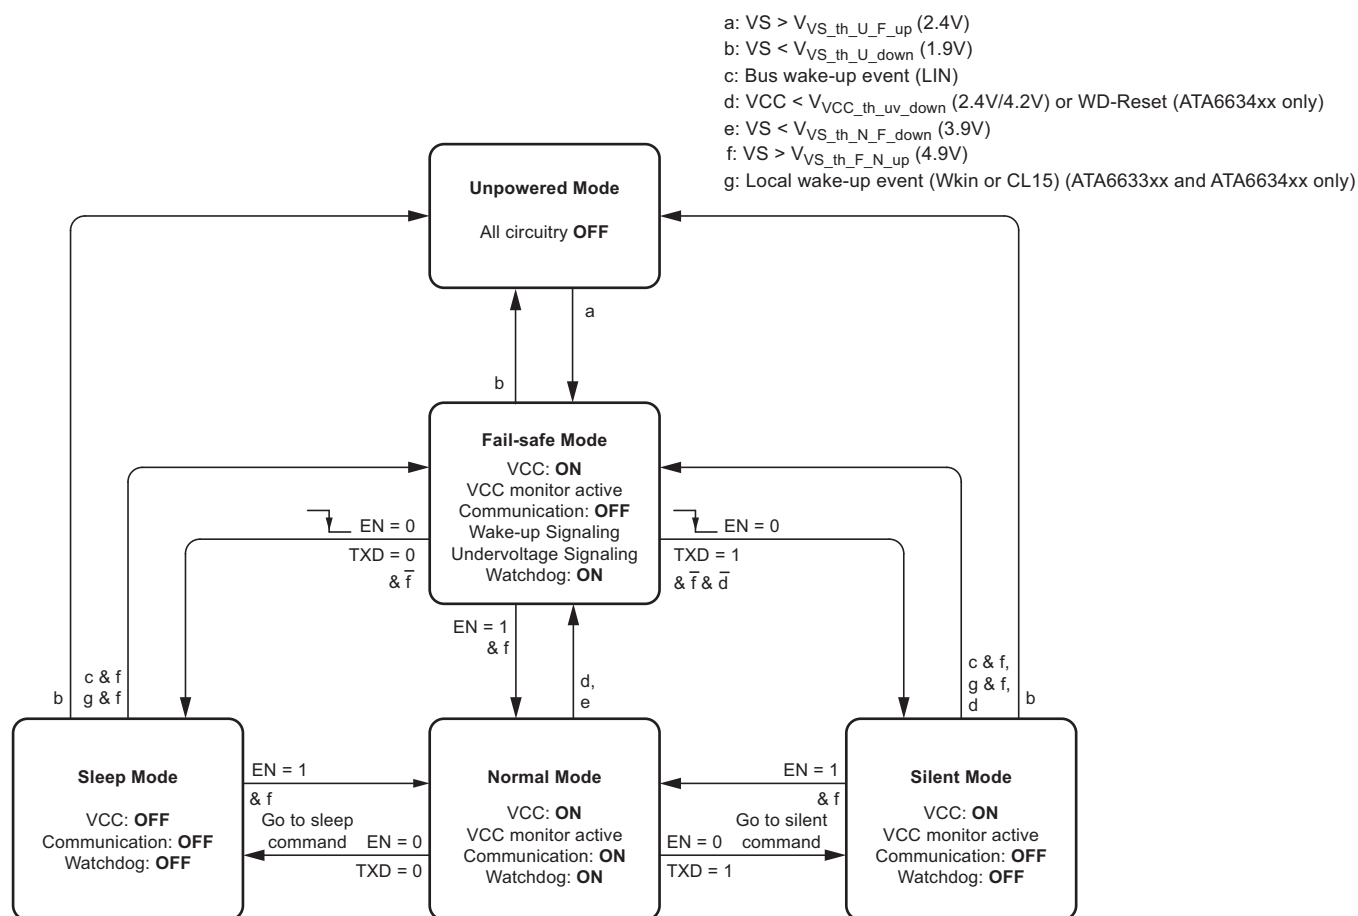 a: VS > VVS_th_U_F_up (2.4V)
b: VS < VVS_th_U_down (1.9V)
c: Bus wake-up event (LIN)
d: VCC < VVCC_th_uv_down (2.4V/4.2V) or WD-Reset (ATA6634xx only)
e: VS < VVS_th_N_F_down (3.9V)
f: VS > VVS_th_F_N_up (4.9V)
g: Local wake-up event (Wkin or CL15) (ATA6633xx and ATA6634xx only)
Unpowered Mode
All circuitry OFF
a
b
Fail-safe Mode
VCC: ON
VCC monitor active
Communication: OFF
Wake-up Signaling
Undervoltage Signaling
Watchdog: ON
EN = 0
TXD = 0
& f̅
EN = 0
TXD = 1
& f̅ & d̅
EN = 1
& f
d,
e
b
c & f
g & f
c & f,
g & f,
d
b
Sleep Mode
VCC: OFF
Communication: OFF
Watchdog: OFF
EN = 1
& f
Go to sleep
command
EN = 0
TXD = 0
Normal Mode
VCC: ON
VCC monitor active
Communication: ON
Watchdog: ON
EN = 1
& f
Go to silent
command
EN = 0
TXD = 1
Silent Mode
VCC: ON
VCC monitor active
Communication: OFF
Watchdog: OFF